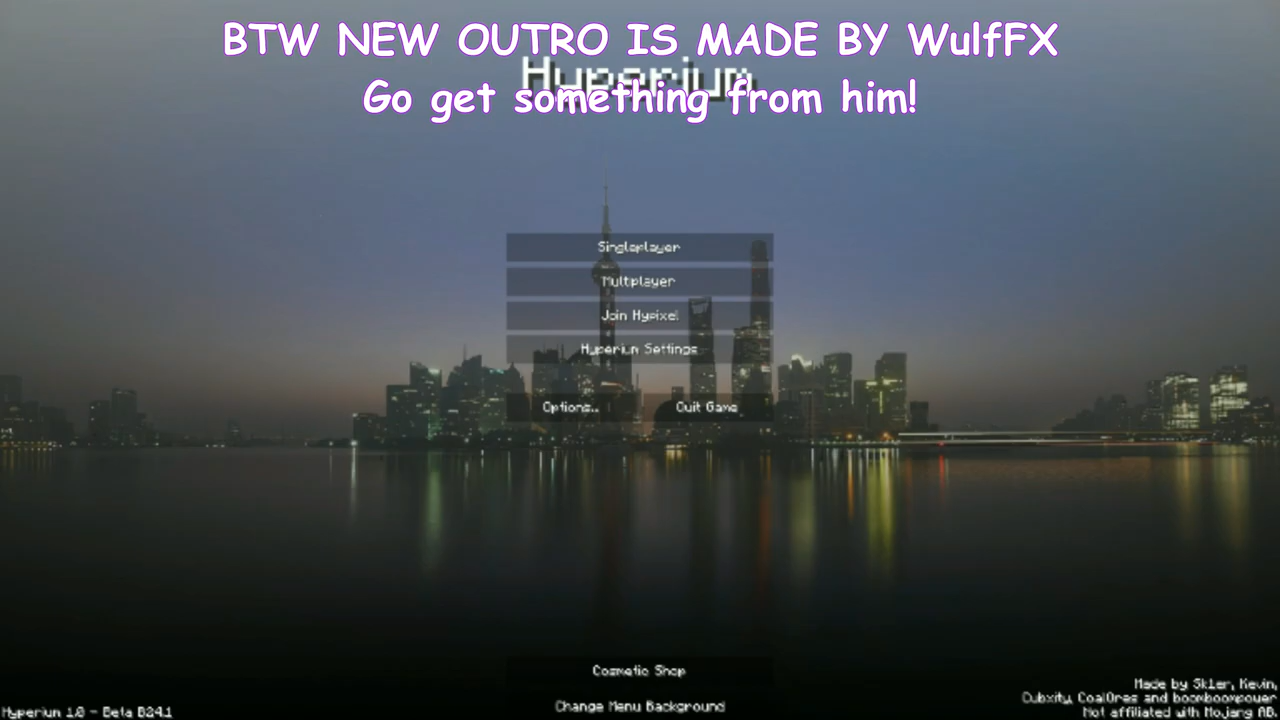 BTW NEW OUTRO IS MADE BY WulfFX
Hyperium
Go get something from him!
Singleplayer
Multiplayer
Join Hypixel
Hyperium Settings
Options..
Quit Game
Cosmetic Shop
Change Menu Background
Hyperium 1.0 - Beta B24.1
Made by Sk1er, Kevin,
Cubxity, CoalOres and boomboompower
Not affiliated with Mojang AB.